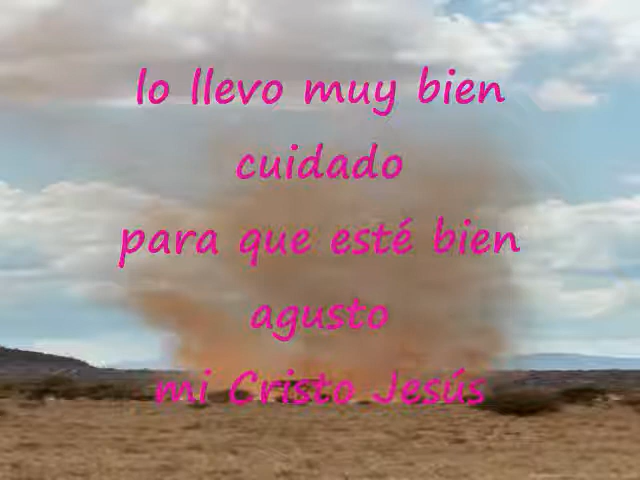 lo llevo muy bien
cuidado
para que esté bien
agusto
mi Cristo Jesús